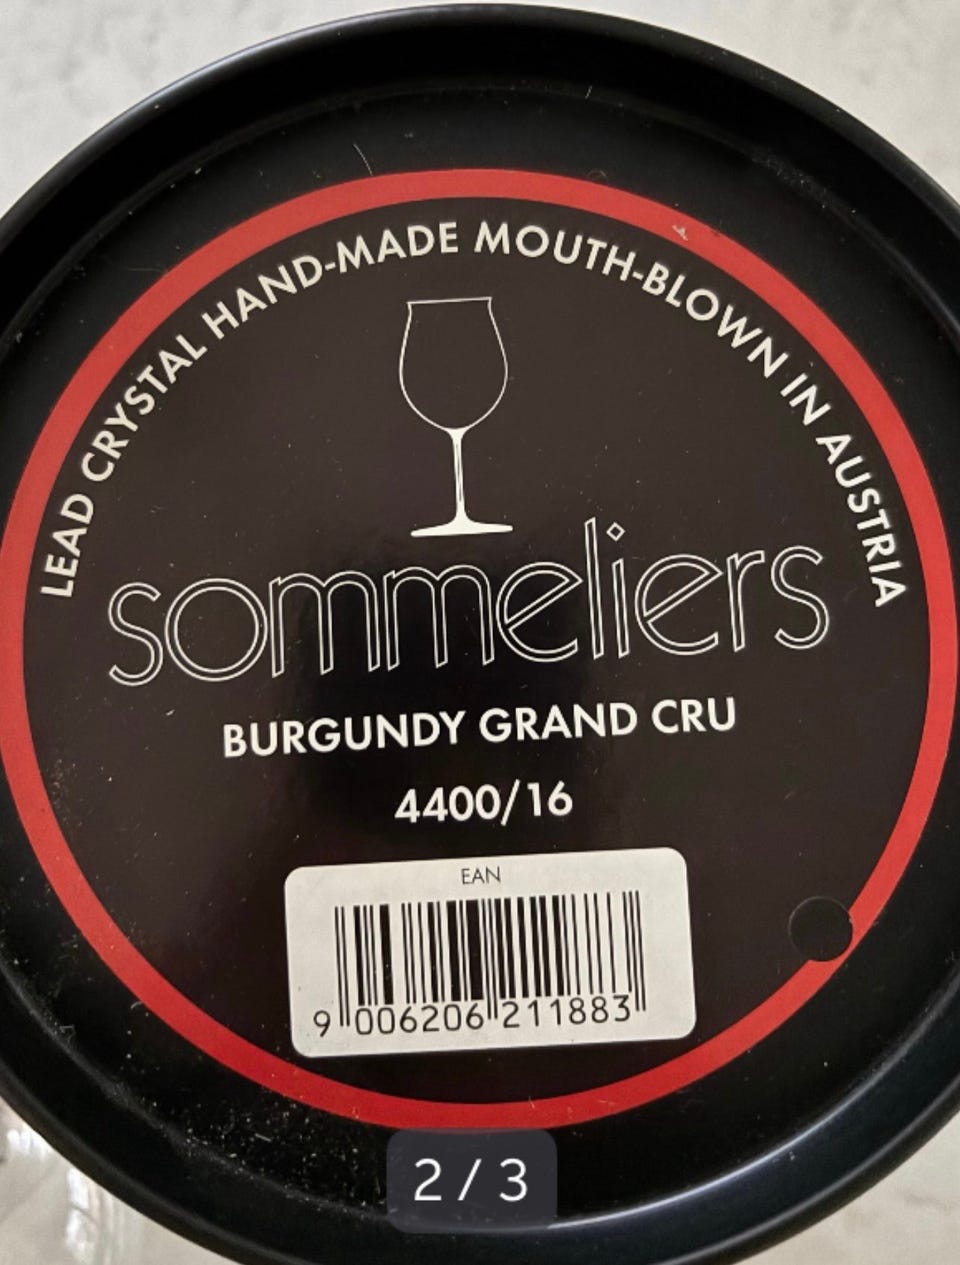 LEAD CRYSTAL HAND-MADE MOUTH-BLOWN IN AUSTRIA
sommeliers
BURGUNDY GRAND CRU
4400/16
EAN
9 006206 211883
2/3